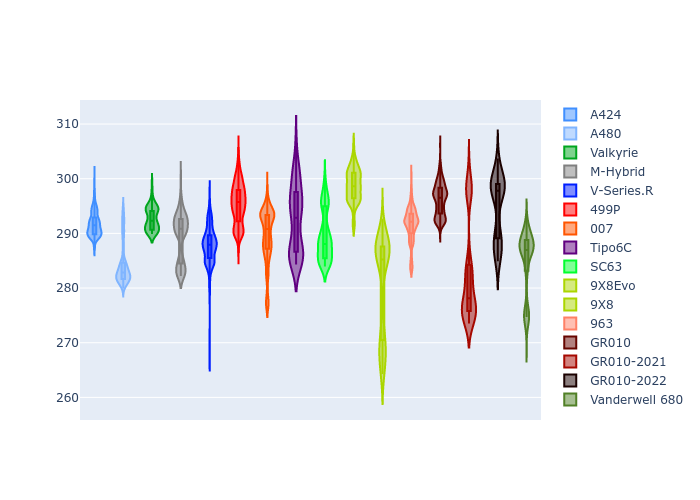 310
300
290
280
270
260
A424
A480
Valkyrie
M-Hybrid
V-Series.R
499P
007
Tipo6C
SC63
9X8Evo
9X8
963
GR010
GR010-2021
GR010-2022
Vanderwell 680